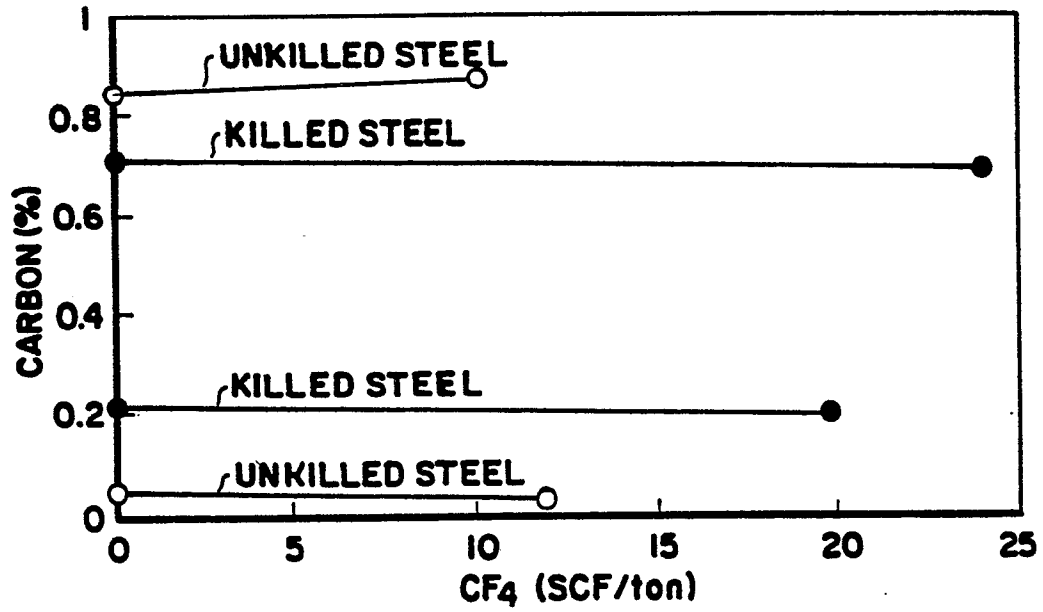 1
UNKILLED STEEL
0.8
KILLED STEEL
0.6
CARBON (%)
0.4
KILLED STEEL
0.2
UNKILLED STEEL
0
0 5 10 15 20 25
CF4 (SCF/ton)